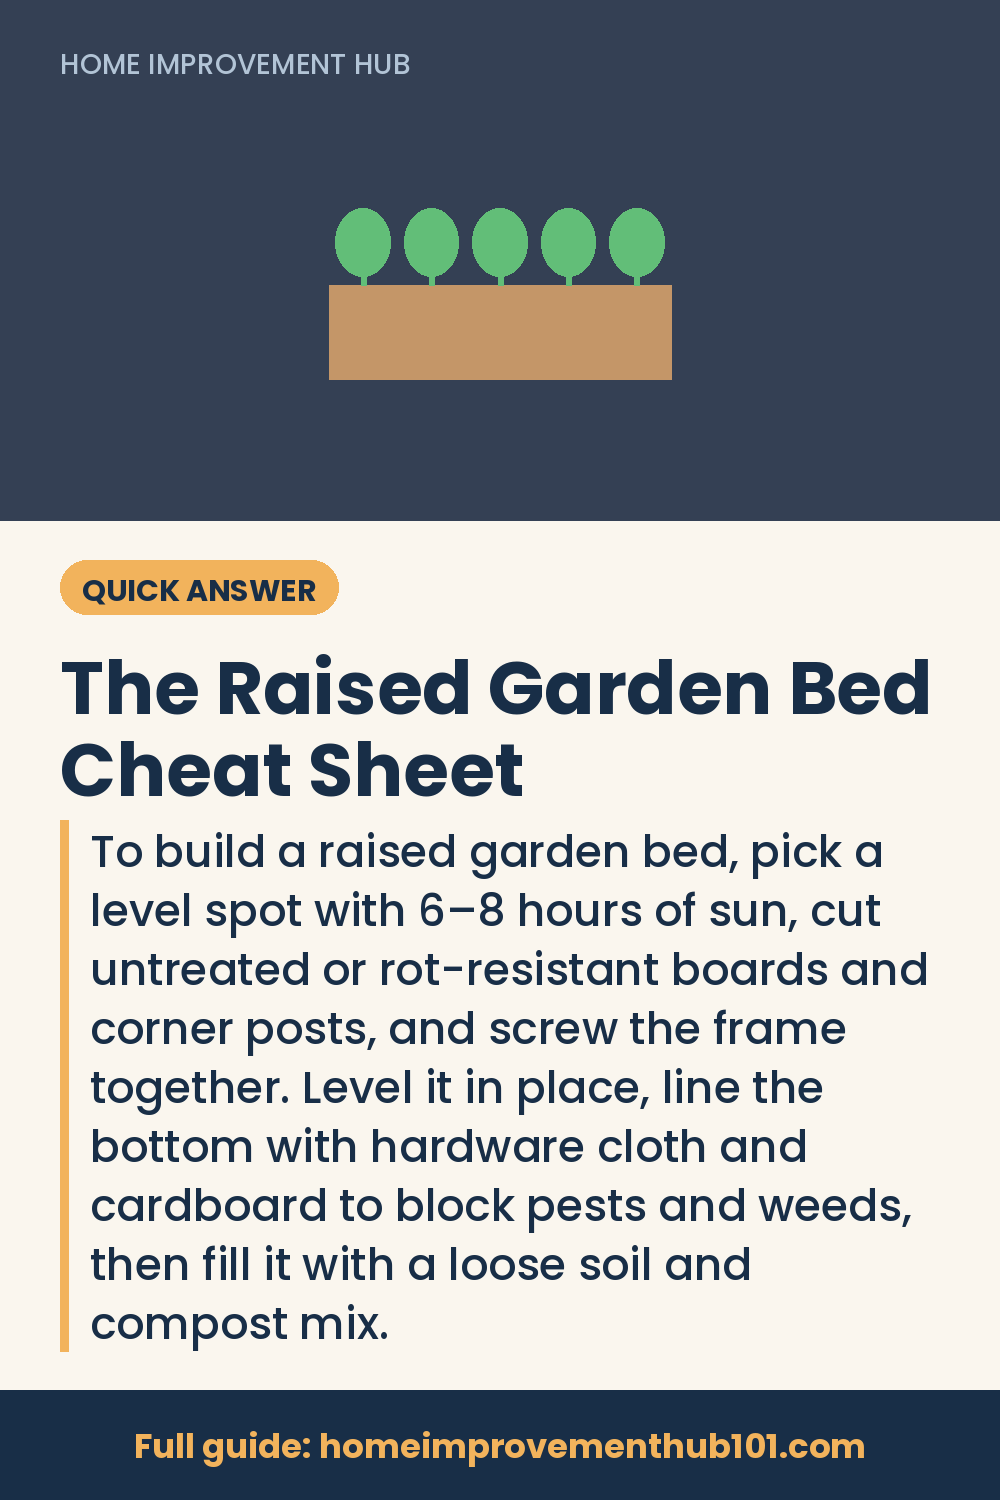 HOME IMPROVEMENT HUB
QUICK ANSWER
The Raised Garden Bed
Cheat Sheet
To build a raised garden bed, pick a
level spot with 6–8 hours of sun, cut
untreated or rot-resistant boards and
corner posts, and screw the frame
together. Level it in place, line the
bottom with hardware cloth and
cardboard to block pests and weeds,
then fill it with a loose soil and
compost mix.
Full guide: homeimprovementhub101.com